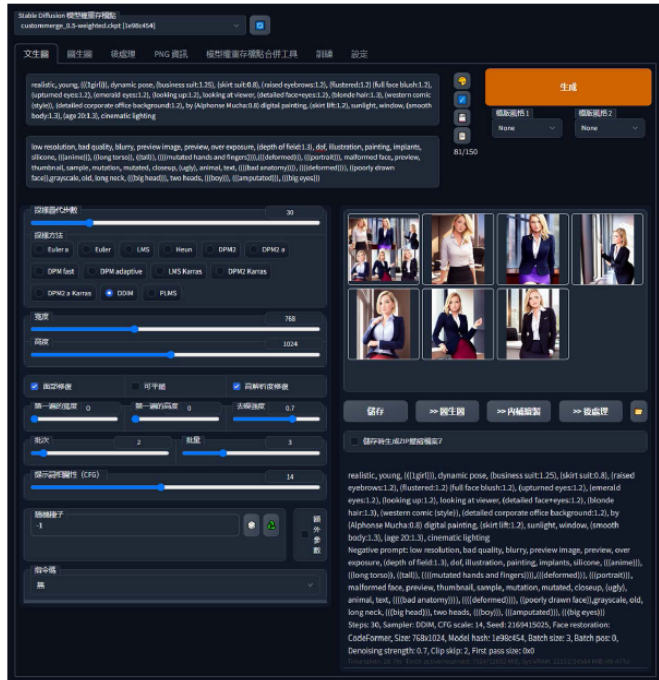 Stable Diffusion 模型權重存檔點
custommerge_0.5-weighted.ckpt [1e98c454]
文生圖 圖生圖 後處理 PNG 資訊 模型權重存檔點合併工具 訓練 設定
realistic, young, (((1girl))), dynamic pose, (business suit:1.25), (skirt suit:0.8), (raised eyebrows:1.2), (flustered:1.2) (full face blush:1.2),
(upturned eyes:1.2), (emerald eyes:1.2), (looking up:1.2), looking at viewer, (detailed face+eyes:1.2), (blonde hair:1.3), (western comic
(style)), (detailed corporate office background:1.2), by (Alphonse Mucha:0.8) digital painting, (skirt lift:1.2), sunlight, window, (smooth
body:1.3), (age 20:1.3), cinematic lighting
low resolution, bad quality, blurry, preview image, preview, over exposure, (depth of field:1.3), dof, illustration, painting, implants,
silicone, (((anime))), ((long torso)), ((tall)), ((((mutated hands and fingers)))),(((deformed))), (((portrait))), malformed face, preview,
thumbnail, sample, mutation, mutated, closeup, (ugly), animal, text, ((((bad anatomy)))), ((((deformed)))), ((poorly drawn
face)),grayscale, old, long neck, (((big head))), two heads, (((boy))), (((amputated))), (((big eyes)))
81/150
生成
模版風格 1 模版風格 2
None None
採樣疊代步數 30
採樣方法
Euler a Euler LMS Heun DPM2 DPM2 a
DPM fast DPM adaptive LMS Karras DPM2 Karras
DPM2 a Karras DDIM PLMS
寬度 768
高度 1024
面部修復 可平鋪 高解析度修復
第一遍的寬度 0 第一遍的高度 0 去噪強度 0.7
批次 2 批量 3
提示詞相關性 (CFG) 14
隨機種子
-1
額外參數
指令碼
無
儲存 >> 圖生圖 >> 內補繪製 >> 後處理
儲存時生成ZIP壓縮檔案?
realistic, young, (((1girl))), dynamic pose, (business suit:1.25), (skirt suit:0.8), (raised
eyebrows:1.2), (flustered:1.2) (full face blush:1.2), (upturned eyes:1.2), (emerald
eyes:1.2), (looking up:1.2), looking at viewer, (detailed face+eyes:1.2), (blonde
hair:1.3), (western comic (style)), (detailed corporate office background:1.2), by
(Alphonse Mucha:0.8) digital painting, (skirt lift:1.2), sunlight, window, (smooth
body:1.3), (age 20:1.3), cinematic lighting
Negative prompt: low resolution, bad quality, blurry, preview image, preview, over
exposure, (depth of field:1.3), dof, illustration, painting, implants, silicone, (((anime))),
((long torso)), ((tall)), ((((mutated hands and fingers)))),(((deformed))), (((portrait))),
malformed face, preview, thumbnail, sample, mutation, mutated, closeup, (ugly),
animal, text, ((((bad anatomy)))), ((((deformed)))), ((poorly drawn face)),grayscale, old,
long neck, (((big head))), two heads, (((boy))), (((amputated))), (((big eyes)))
Steps: 30, Sampler: DDIM, CFG scale: 14, Seed: 2169415025, Face restoration:
CodeFormer, Size: 768x1024, Model hash: 1e98c454, Batch size: 3, Batch pos: 0,
Denoising strength: 0.7, Clip skip: 2, First pass size: 0x0